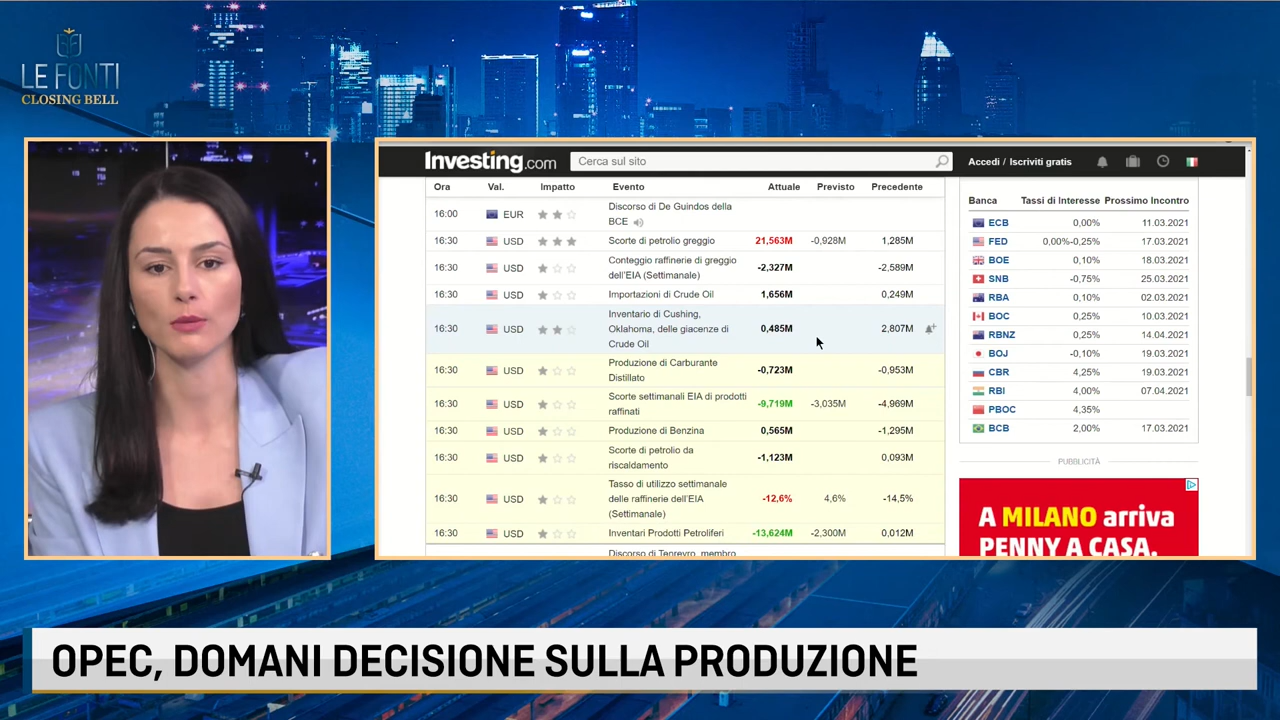 LE FONTI
CLOSING BELL
Investing.com
Cerca sul sito
Accedi / Iscriviti gratis
Ora Val. Impatto Evento Attuale Previsto Precedente
16:00 EUR Discorso di De Guindos della
BCE
16:30 USD Scorte di petrolio greggio 21,563M -0,928M 1,285M
16:30 USD Conteggio raffinerie di greggio
dell'EIA (Settimanale) -2,327M -2,589M
16:30 USD Importazioni di Crude Oil 1,656M 0,249M
16:30 USD Inventario di Cushing,
Oklahoma, delle giacenze di
Crude Oil 0,485M 2,807M
16:30 USD Produzione di Carburante
Distillato -0,723M -0,953M
16:30 USD Scorte settimanali EIA di prodotti
raffinati -9,719M -3,035M -4,969M
16:30 USD Produzione di Benzina 0,565M -1,295M
16:30 USD Scorte di petrolio da
riscaldamento -1,123M 0,093M
16:30 USD Tasso di utilizzo settimanale
delle raffinerie dell'EIA
(Settimanale) -12,6% 4,6% -14,5%
16:30 USD Inventari Prodotti Petroliferi -13,624M -2,300M 0,012M
Discorso di Tenreyro, membro
Banca Tassi di Interesse Prossimo Incontro
ECB 0,00% 11.03.2021
FED 0,00%-0,25% 17.03.2021
BOE 0,10% 18.03.2021
SNB -0,75% 25.03.2021
RBA 0,10% 02.03.2021
BOC 0,25% 10.03.2021
RBNZ 0,25% 14.04.2021
BOJ -0,10% 19.03.2021
CBR 4,25% 19.03.2021
RBI 4,00% 07.04.2021
PBOC 4,35%
BCB 2,00% 17.03.2021
PUBBLICITÀ
A MILANO arriva
PENNY A CASA.
OPEC, DOMANI DECISIONE SULLA PRODUZIONE